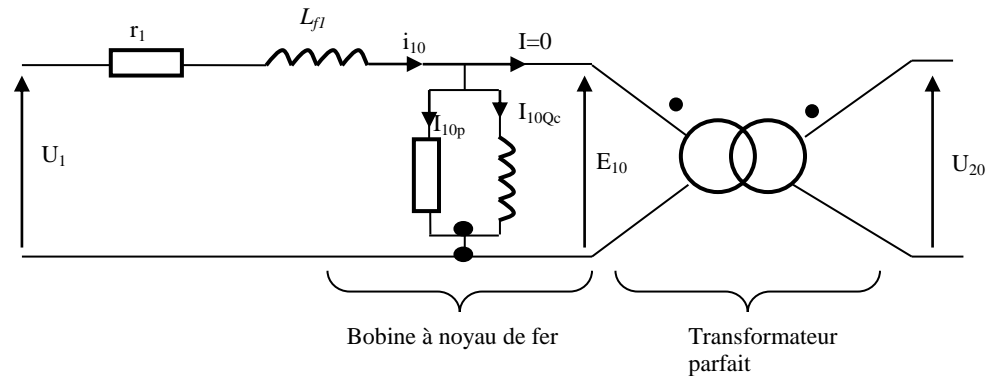 r1
Lf1
i10
I=0
I10p
I10Qc
U1
E10
U20
Bobine à noyau de fer
Transformateur
parfait